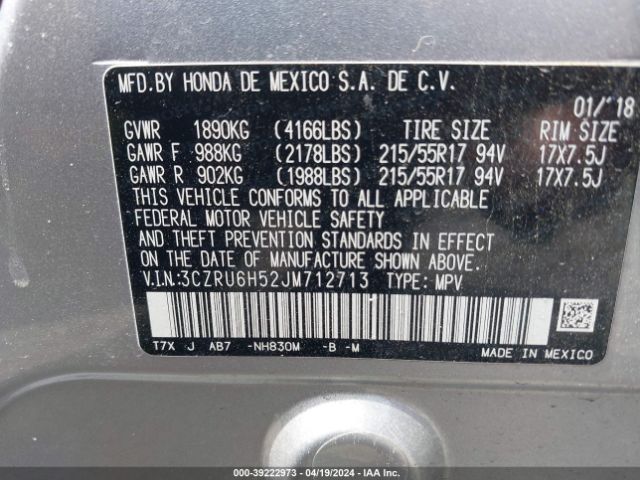 MFD. BY HONDA DE MEXICO S.A. DE C.V.
01/'18
GVWR 1890KG (4166LBS) TIRE SIZE RIM SIZE
GAWR F 988KG (2178LBS) 215/55R17 94V 17X7.5J
GAWR R 902KG (1988LBS) 215/55R17 94V 17X7.5J
THIS VEHICLE CONFORMS TO ALL APPLICABLE
FEDERAL MOTOR VEHICLE SAFETY
AND THEFT PREVENTION STANDARDS IN EFFECT
ON THE DATE OF MANUFACTURE SHOWN ABOVE.
V.I.N.:3CZRU6H52JM712713 TYPE: MPV
T7X J AB7 -NH830M -B -M
MADE IN MEXICO
000-39222973 - 04/19/2024 - IAA Inc.